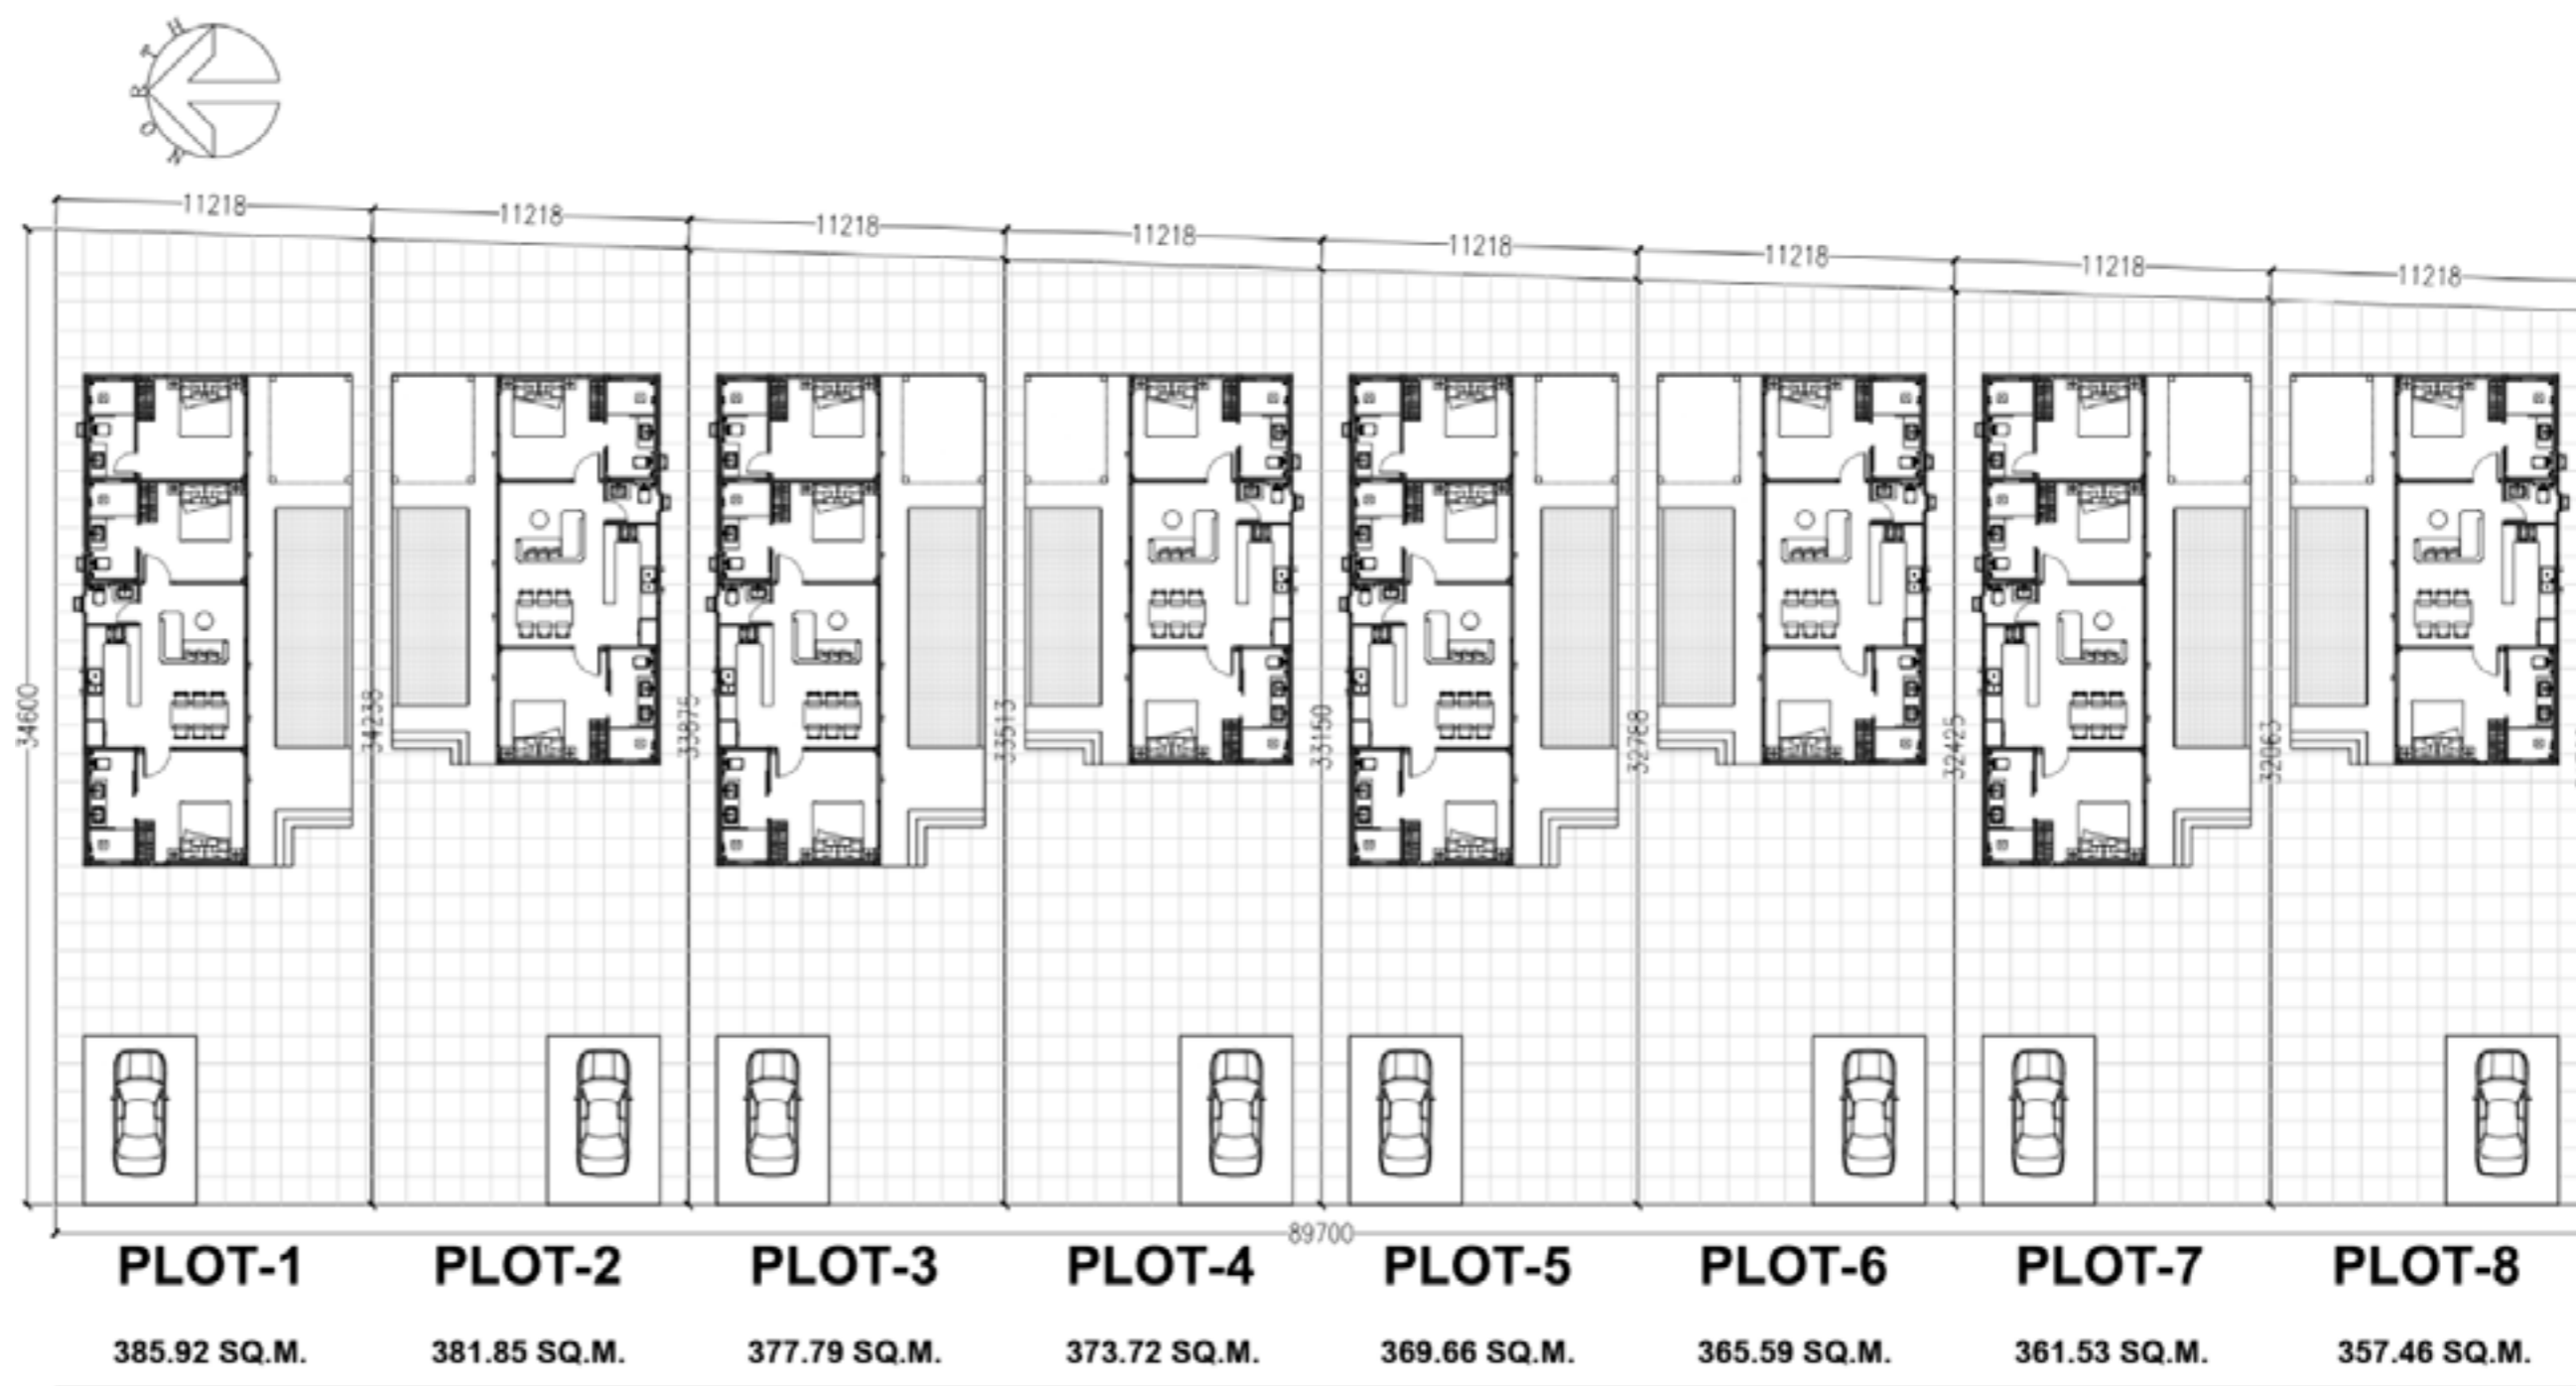 NORTH
11218 11218 11218 11218 11218 11218 11218 11218
34600 34238 33875 33513 33150 32788 32425 32063
89700
PLOT-1 PLOT-2 PLOT-3 PLOT-4 PLOT-5 PLOT-6 PLOT-7 PLOT-8
385.92 SQ.M. 381.85 SQ.M. 377.79 SQ.M. 373.72 SQ.M. 369.66 SQ.M. 365.59 SQ.M. 361.53 SQ.M. 357.46 SQ.M.